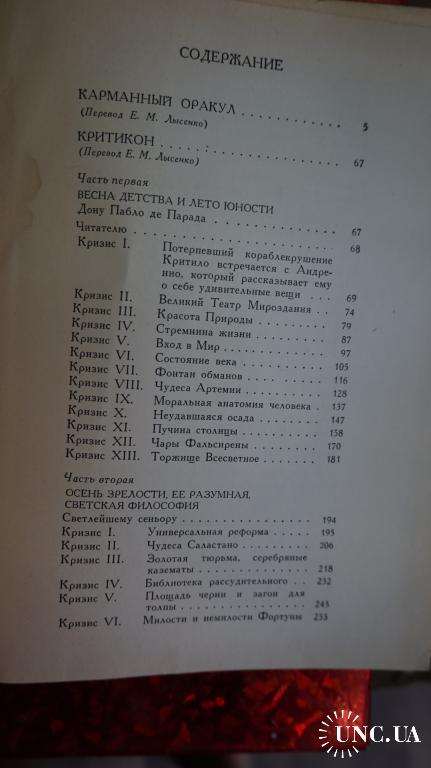 СОДЕРЖАНИЕ
КАРМАННЫЙ ОРАКУЛ . . . . . . . . . . . 5
(Перевод Е. М. Лысенко)
КРИТИКОН . . . . . . . . . . . . . . 67
(Перевод Е. М. Лысенко)
Часть первая
ВЕСНА ДЕТСТВА И ЛЕТО ЮНОСТИ
Дону Пабло де Парада . . . . . . . . . . 67
Читателю . . . . . . . . . . . . . . . 68
Кризис I. Потерпевший кораблекрушение
Критило встречается с Андре-
нио, который рассказывает ему
о себе удивительные вещи . . . 69
Кризис II. Великий Театр Мироздания . . 74
Кризис III. Красота Природы . . . . . . 79
Кризис IV. Стремнина жизни . . . . . . 87
Кризис V. Вход в Мир . . . . . . . . 97
Кризис VI. Состояние века . . . . . . . 105
Кризис VII. Фонтан обманов . . . . . . 116
Кризис VIII. Чудеса Артемии . . . . . . 128
Кризис IX. Моральная анатомия человека . 137
Кризис X. Неудавшаяся осада . . . . . 147
Кризис XI. Пучина столицы . . . . . . 158
Кризис XII. Чары Фальсирены . . . . . 170
Кризис XIII. Торжище Всесветное . . . . . 181
Часть вторая
ОСЕНЬ ЗРЕЛОСТИ, ЕЕ РАЗУМНАЯ,
СВЕТСКАЯ ФИЛОСОФИЯ
Светлейшему сеньору . . . . . . . . . . 194
Кризис I. Универсальная реформа . . . . 195
Кризис II. Чудеса Саластано . . . . . . 206
Кризис III. Золотая тюрьма, серебряные
казематы . . . . . . . . . 218
Кризис IV. Библиотека рассудительного . . 232
Кризис V. Площадь черни и загон для
толпы . . . . . . . . . . 243
Кризис VI. Милости и немилости Фортуны 255
UNC.UA